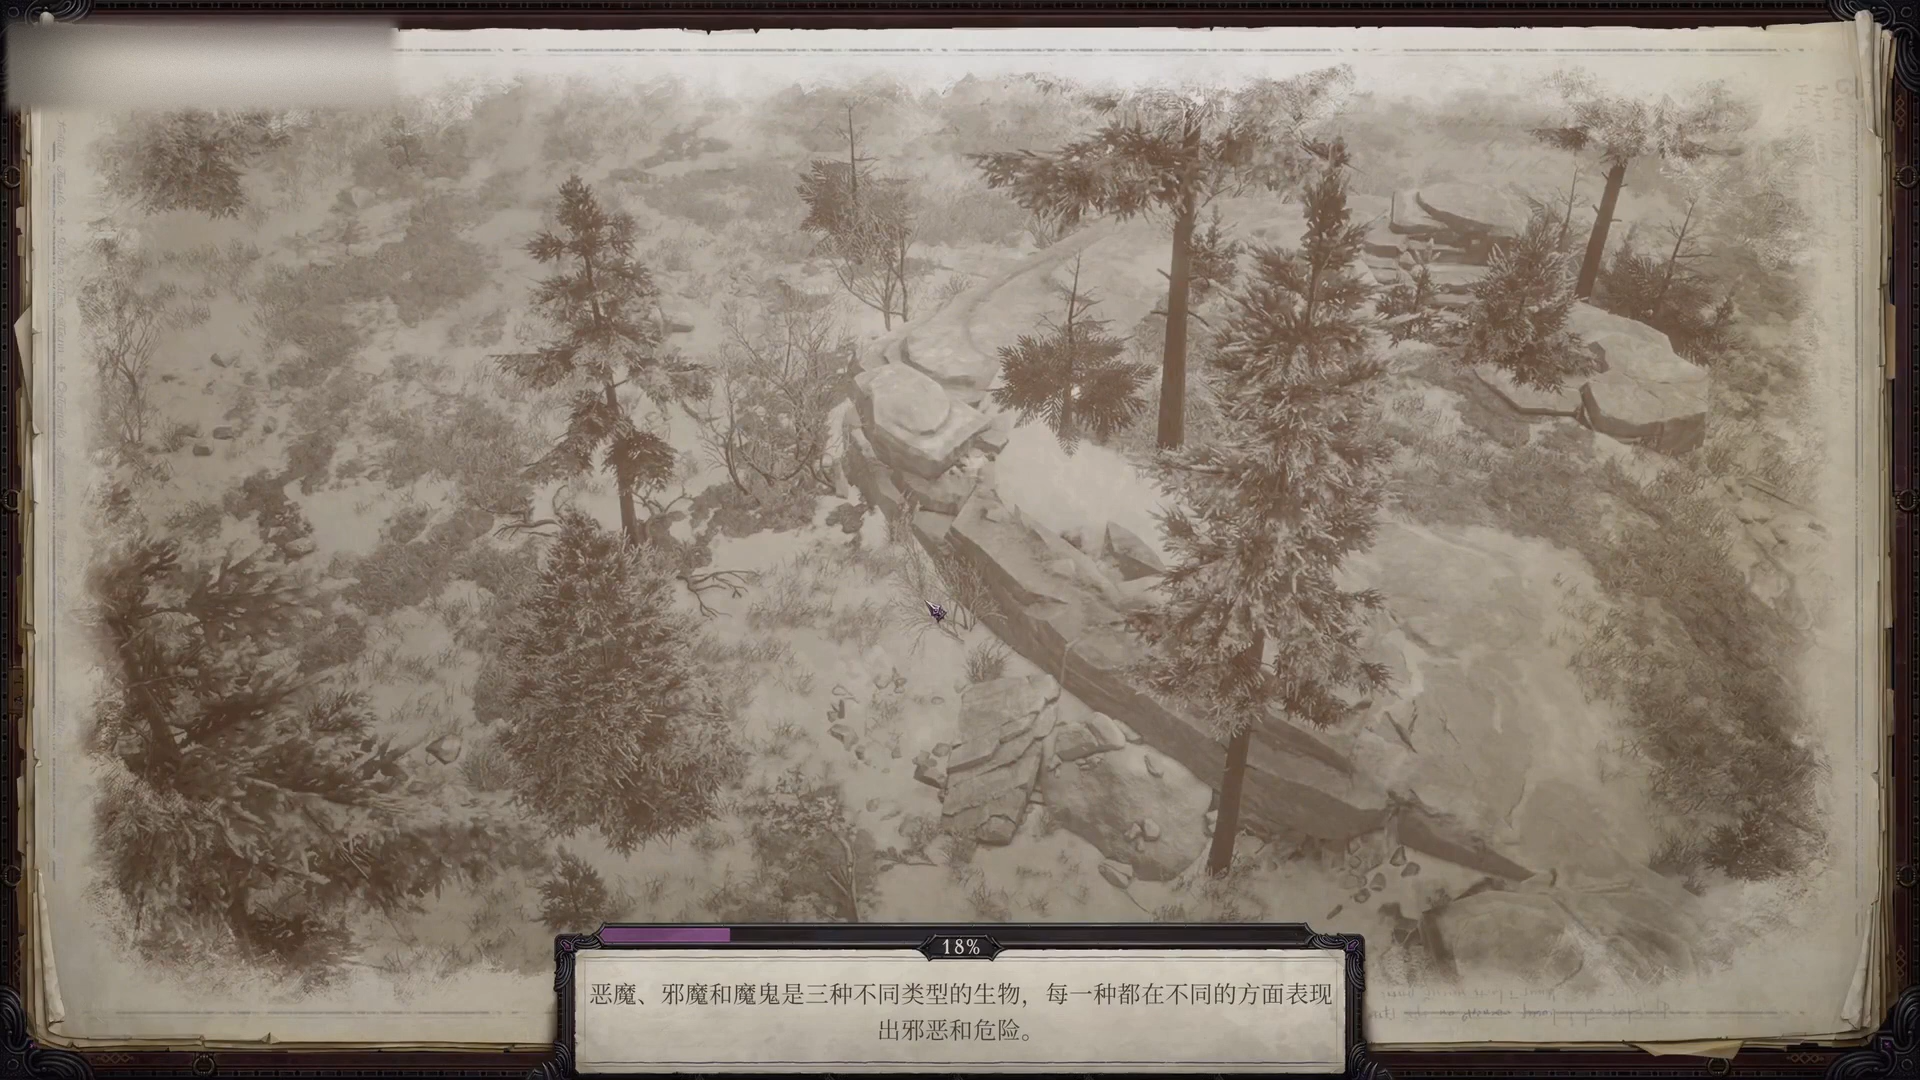 18%
恶魔、邪魔和魔鬼是三种不同类型的生物，每一种都在不同的方面表现
出邪恶和危险。